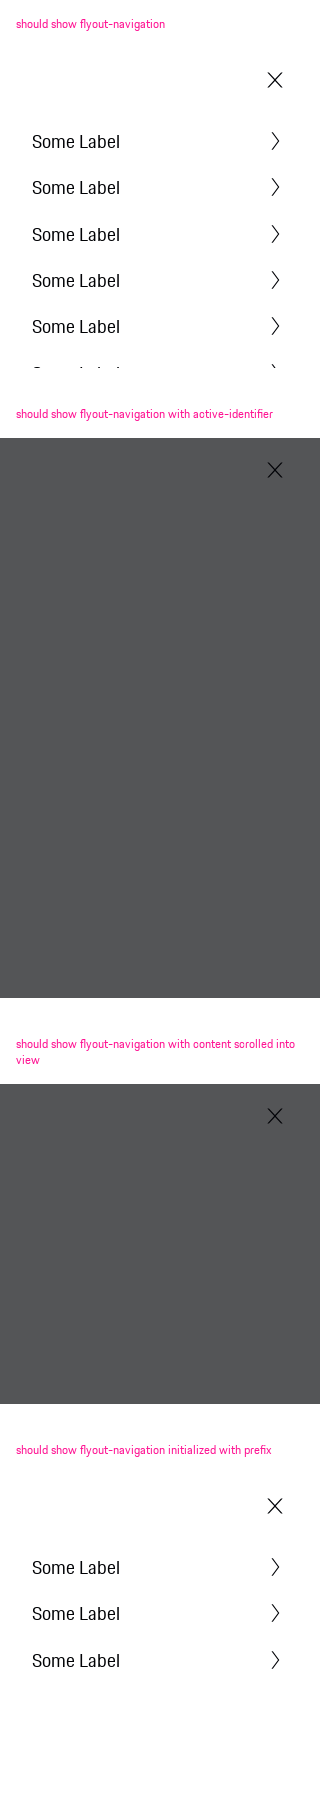 should show flyout-navigation
Some Label
Some Label
Some Label
Some Label
Some Label
should show flyout-navigation with active-identifier
should show flyout-navigation with content scrolled into
view
should show flyout-navigation initialized with prefix
Some Label
Some Label
Some Label